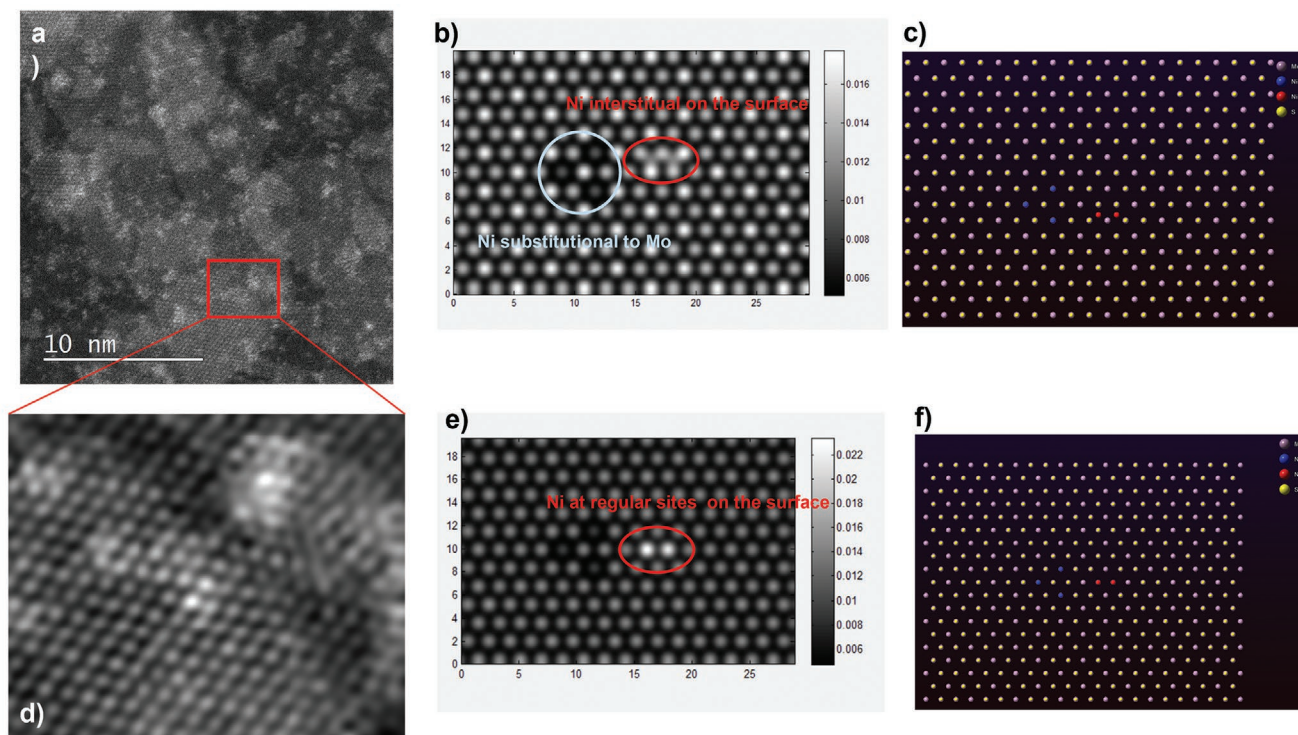 a
)
10 nm
b)
18
16
14
12
10
8
6
4
2
0
0 5 10 15 20 25
Ni interstitual on the surface
Ni substitutional to Mo
0.016
0.014
0.012
0.01
0.008
0.006
c)
Ni
S
d)
e)
18
16
14
12
10
8
6
4
2
0
0 5 10 15 20 25
Ni at regular sites on the surface
0.022
0.02
0.018
0.016
0.014
0.012
0.01
0.008
0.006
f)